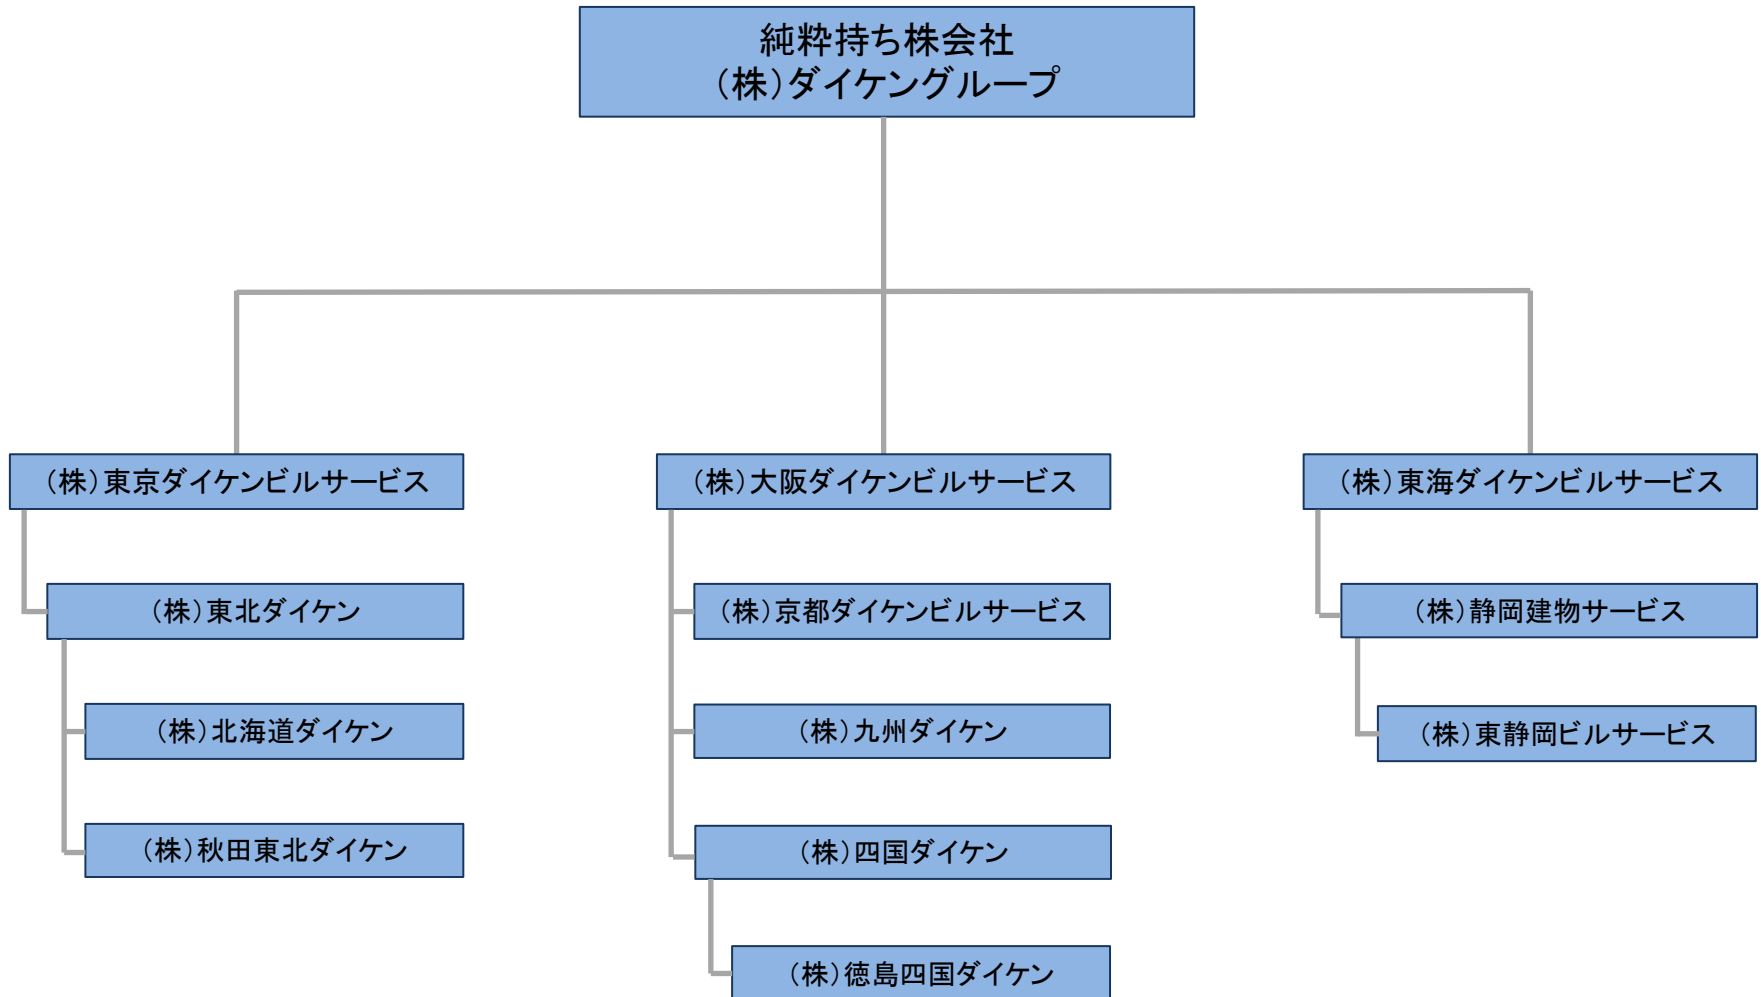 純粋持ち株会社
（株）ダイケングループ
（株）東京ダイケンビルサービス
（株）東北ダイケン
（株）北海道ダイケン
（株）秋田東北ダイケン
（株）大阪ダイケンビルサービス
（株）京都ダイケンビルサービス
（株）九州ダイケン
（株）四国ダイケン
（株）徳島四国ダイケン
（株）東海ダイケンビルサービス
（株）静岡建物サービス
（株）東静岡ビルサービス